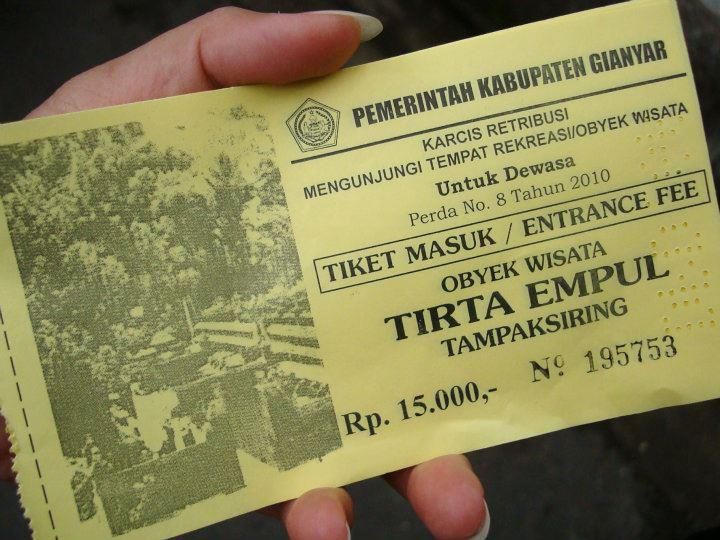 PEMERINTAH KABUPATEN GIANYAR
KARCIS RETRIBUSI
MENGUNJUNGI TEMPAT REKREASI/OBYEK WISATA
Untuk Dewasa
Perda No. 8 Tahun 2010
TIKET MASUK / ENTRANCE FEE
OBYEK WISATA
TIRTA EMPUL
TAMPAKSIRING
Nº 195753
Rp. 15.000,-